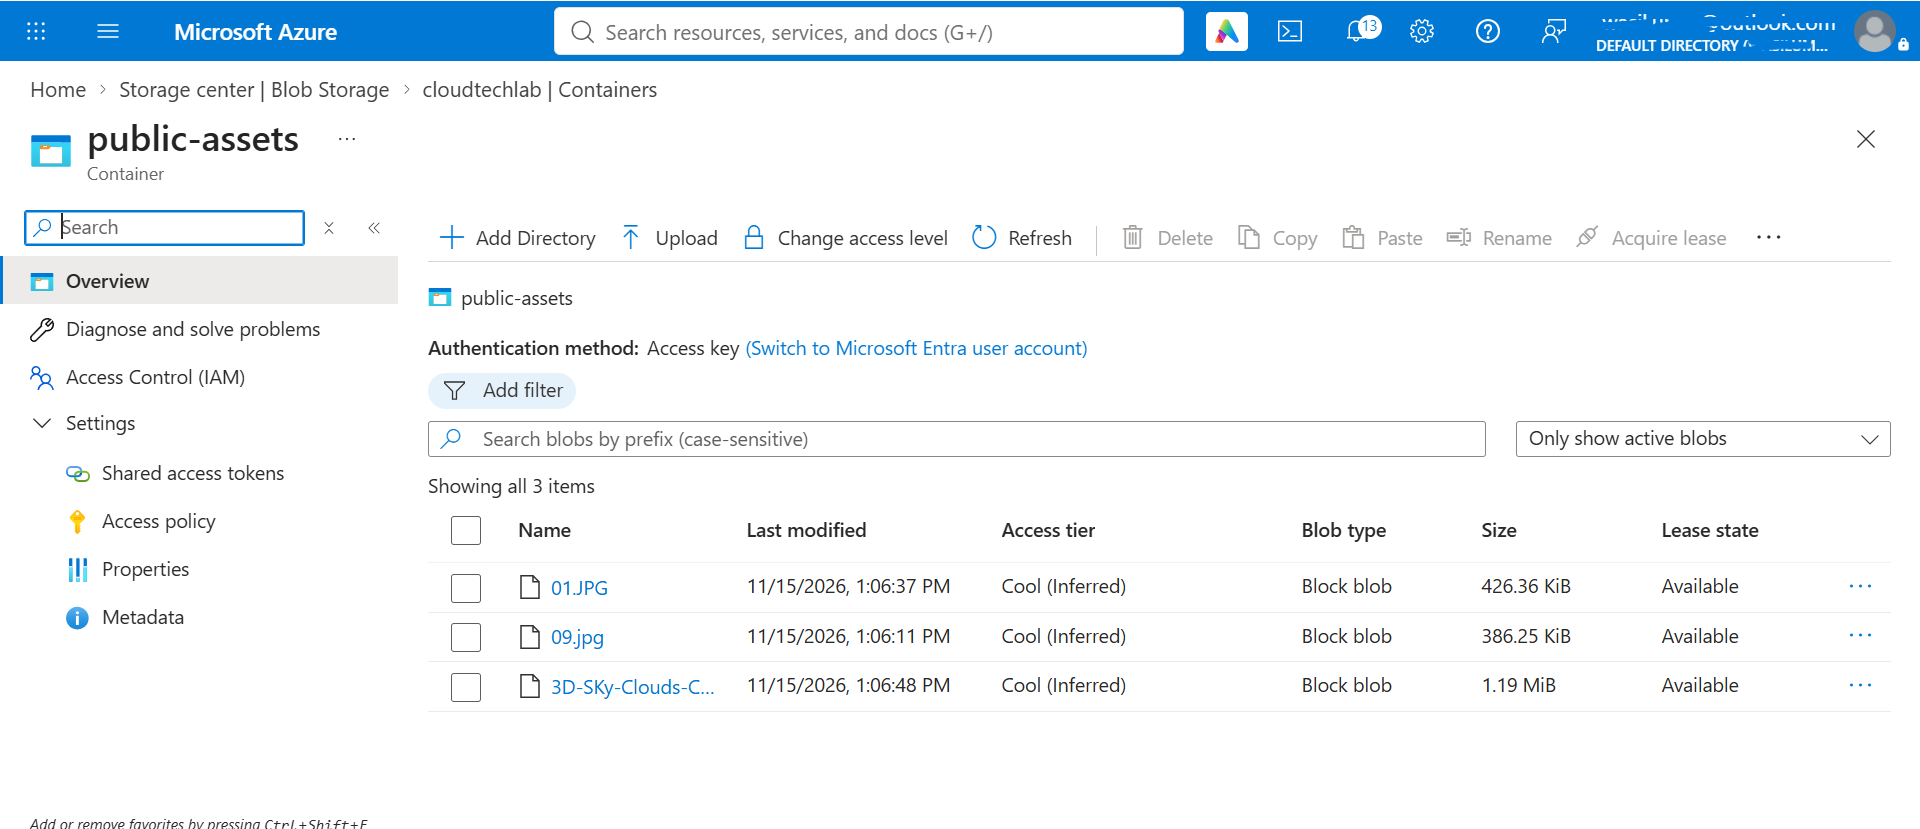 Microsoft Azure
Search resources, services, and docs (G+/)
13
@outlook.com
DEFAULT DIRECTORY
Home > Storage center | Blob Storage > cloudtechlab | Containers
public-assets ...
Container
Search
Overview
Diagnose and solve problems
Access Control (IAM)
Settings
Shared access tokens
Access policy
Properties
Metadata
Add or remove favorites by pressing Ctrl+Shift+F
Add Directory Upload Change access level Refresh Delete Copy Paste Rename Acquire lease ...
public-assets
Authentication method: Access key (Switch to Microsoft Entra user account)
Add filter
Search blobs by prefix (case-sensitive) Only show active blobs
Showing all 3 items
Name Last modified Access tier Blob type Size Lease state
01.JPG 11/15/2026, 1:06:37 PM Cool (Inferred) Block blob 426.36 KiB Available ...
09.jpg 11/15/2026, 1:06:11 PM Cool (Inferred) Block blob 386.25 KiB Available ...
3D-SKy-Clouds-C... 11/15/2026, 1:06:48 PM Cool (Inferred) Block blob 1.19 MiB Available ...